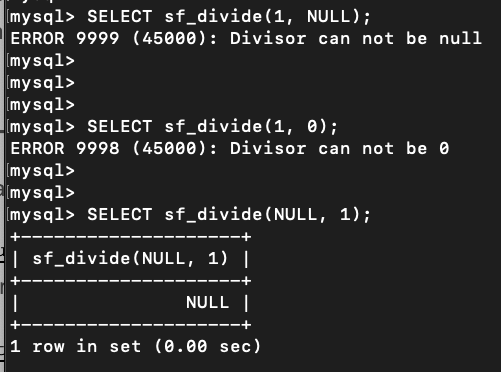 mysql> SELECT sf_divide(1, NULL);
ERROR 9999 (45000): Divisor can not be null
mysql>
mysql>
mysql>
mysql> SELECT sf_divide(1, 0);
ERROR 9998 (45000): Divisor can not be 0
mysql>
mysql>
mysql> SELECT sf_divide(NULL, 1);
+--------------------+
| sf_divide(NULL, 1) |
+--------------------+
|               NULL |
+--------------------+
1 row in set (0.00 sec)